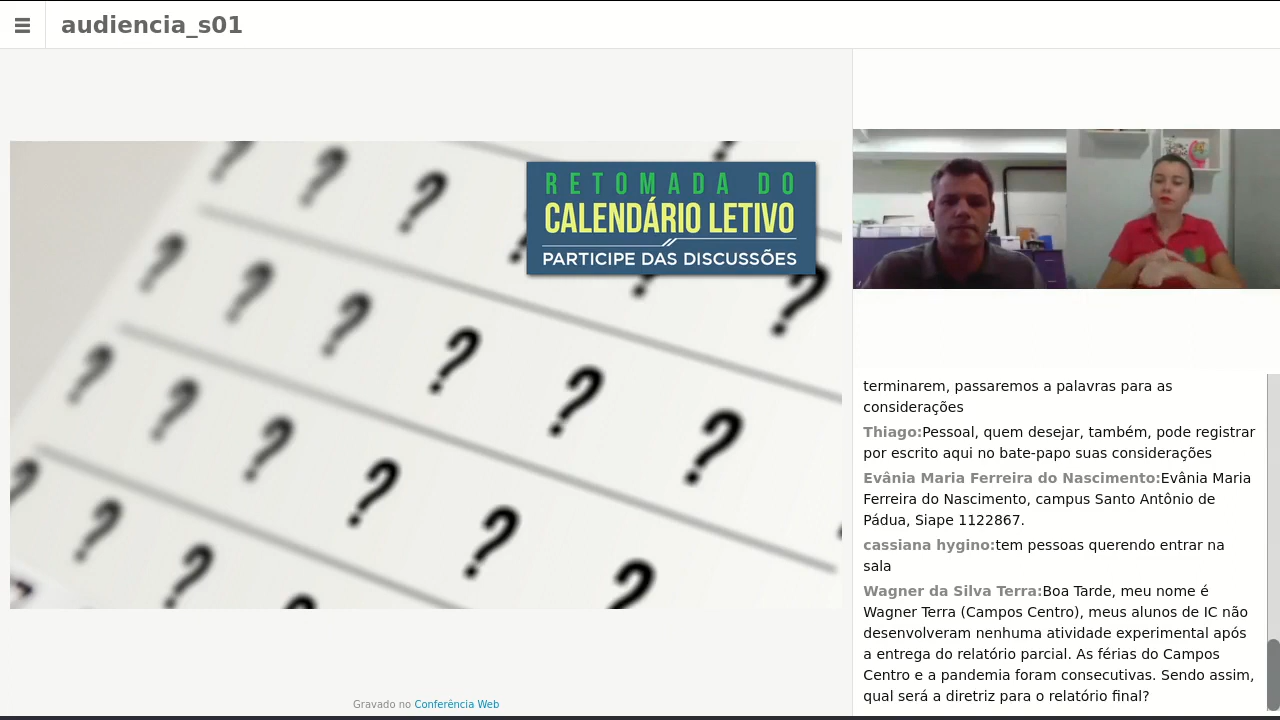 audiencia_s01
RETOMADA DO
CALENDÁRIO LETIVO
PARTICIPE DAS DISCUSSÕES
? ? ? ? ?
? ? ? ? ? ? ?
? ? ? ? ? ?
? ? ? ? ? ?
terminarem, passaremos a palavras para as
considerações
Thiago:Pessoal, quem desejar, também, pode registrar
por escrito aqui no bate-papo suas considerações
Evânia Maria Ferreira do Nascimento:Evânia Maria
Ferreira do Nascimento, campus Santo Antônio de
Pádua, Siape 1122867.
cassiana hygino:tem pessoas querendo entrar na
sala
Wagner da Silva Terra:Boa Tarde, meu nome é
Wagner Terra (Campos Centro), meus alunos de IC não
desenvolveram nenhuma atividade experimental após
a entrega do relatório parcial. As férias do Campos
Centro e a pandemia foram consecutivas. Sendo assim,
qual será a diretriz para o relatório final?
Gravado no Conferência Web